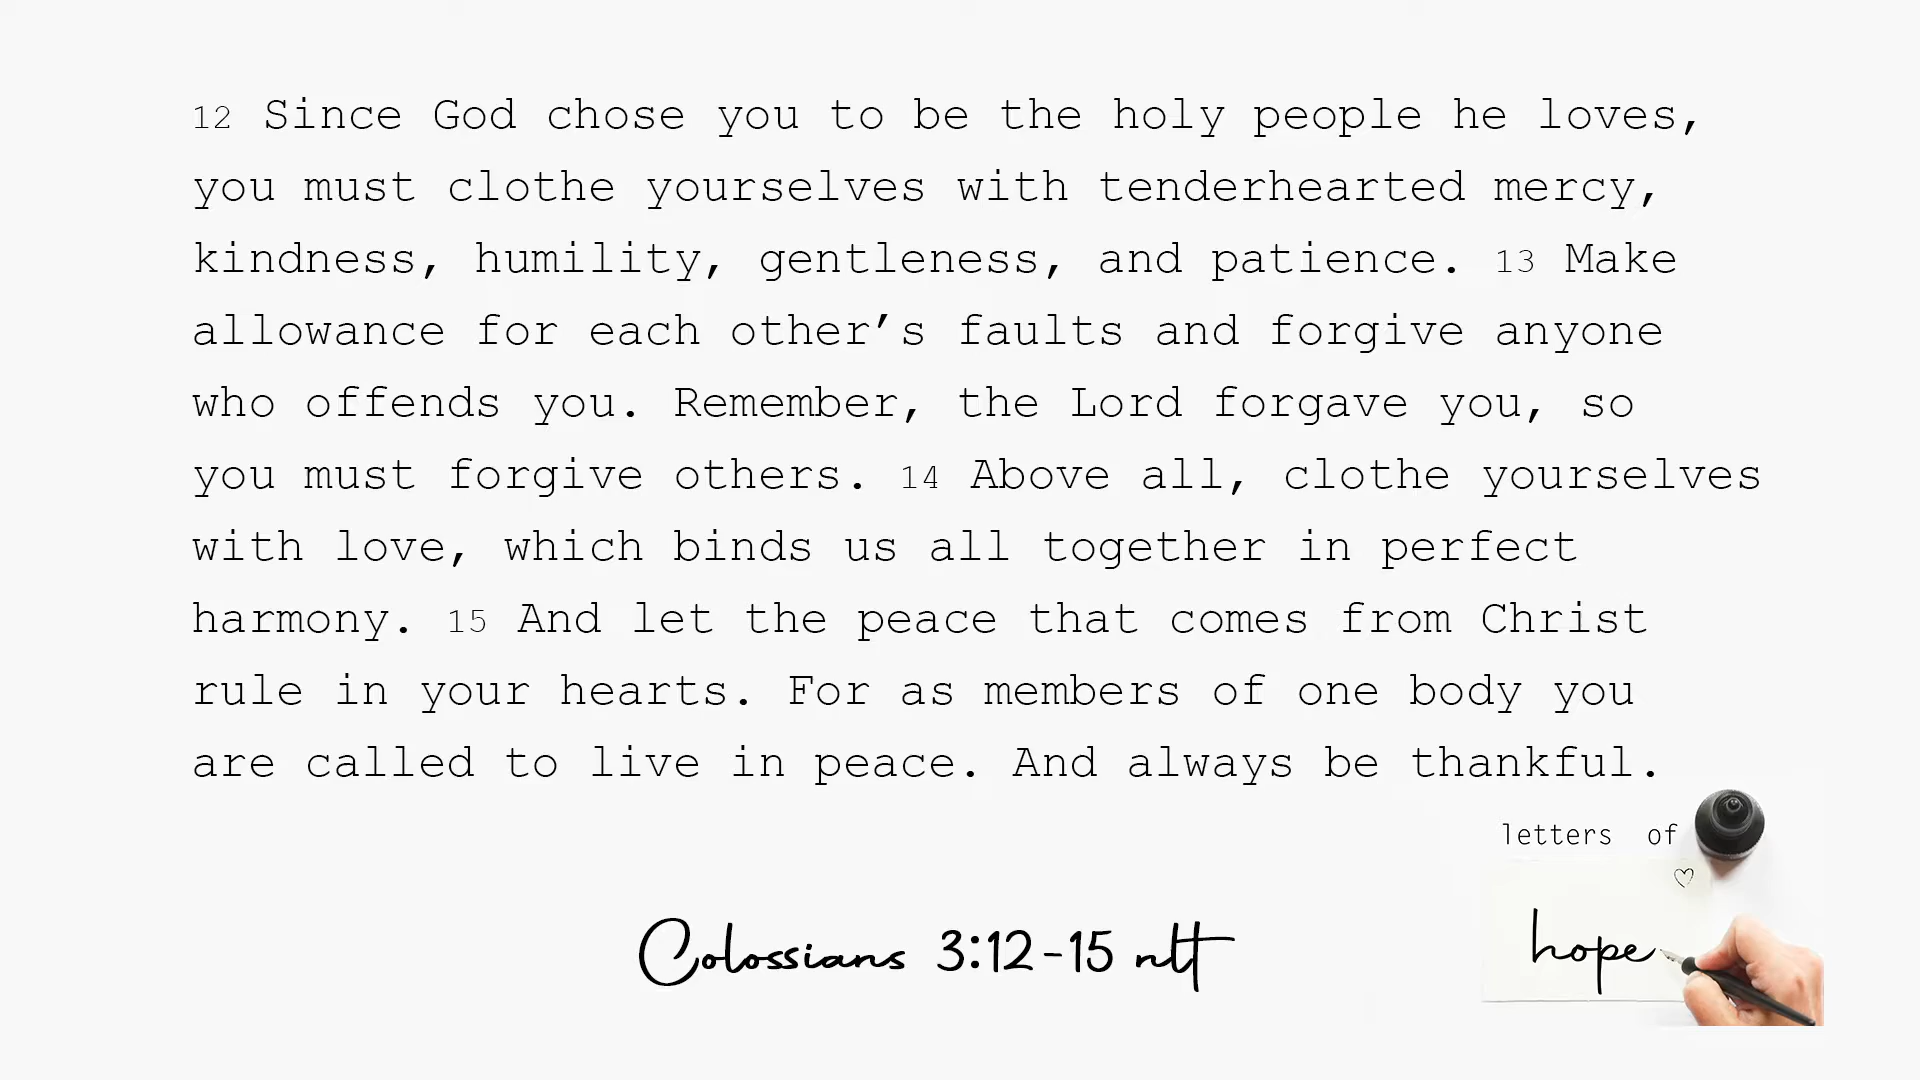 12 Since God chose you to be the holy people he loves,
you must clothe yourselves with tenderhearted mercy,
kindness, humility, gentleness, and patience. 13 Make
allowance for each other’s faults and forgive anyone
who offends you. Remember, the Lord forgave you, so
you must forgive others. 14 Above all, clothe yourselves
with love, which binds us all together in perfect
harmony. 15 And let the peace that comes from Christ
rule in your hearts. For as members of one body you
are called to live in peace. And always be thankful.
letters of
hope
Colossians 3:12-15 nlt